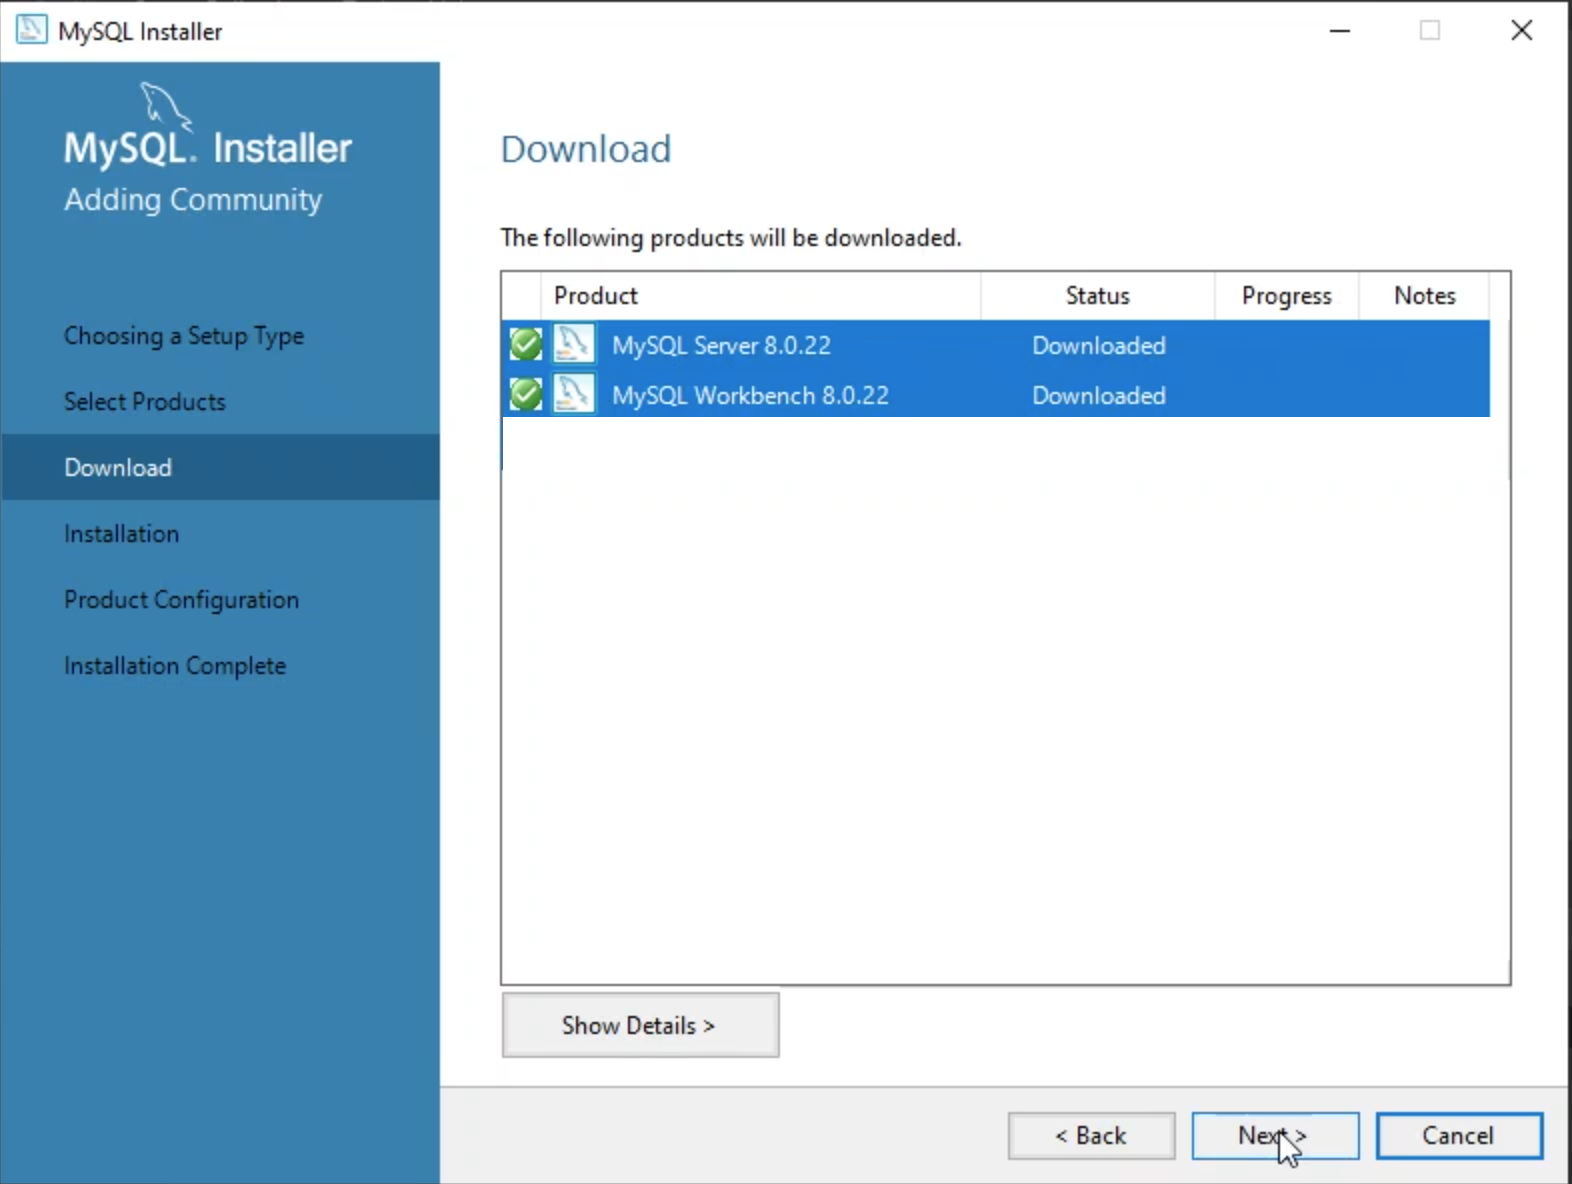 MySQL Installer
MySQL. Installer
Adding Community
Choosing a Setup Type
Select Products
Download
Installation
Product Configuration
Installation Complete
Download
The following products will be downloaded.
Product Status Progress Notes
MySQL Server 8.0.22 Downloaded
MySQL Workbench 8.0.22 Downloaded
Show Details >
< Back Next > Cancel